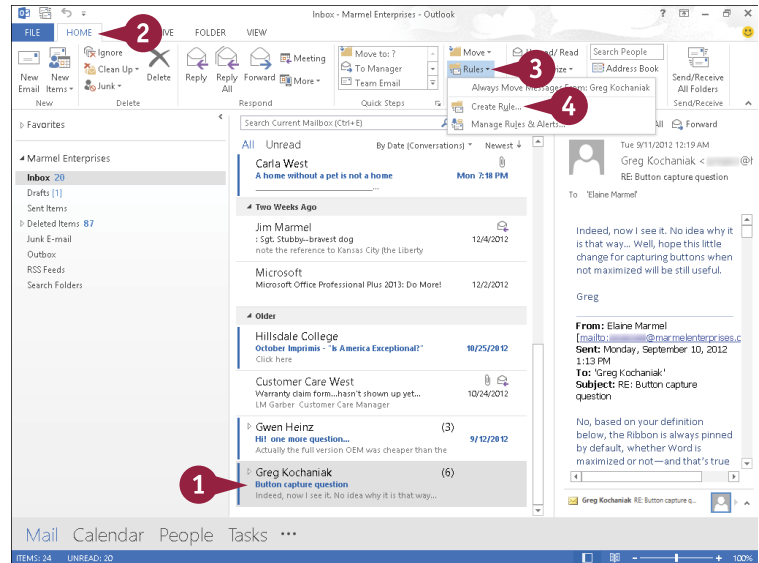 Inbox - Marmel Enterprises - Outlook
FILE HOME VE FOLDER VIEW
2
New Email
New Items
Ignore
Clean Up
Junk
Delete
Reply
Reply All
Forward
Meeting
More
Move to: ?
To Manager
Team Email
Move
Rules
3
d/ Read
ize
Search People
Address Book
Send/Receive All Folders
New Delete Respond Quick Steps Send/Receive
Always Move Messages From: Greg Kochaniak
Create Rule...
4
Manage Rules & Alerts...
Favorites
Marmel Enterprises
Inbox 20
Drafts [1]
Sent Items
Deleted Items 87
Junk E-mail
Outbox
RSS Feeds
Search Folders
Search Current Mailbox (Ctrl+E)
All Unread By Date (Conversations) Newest ↓
Carla West
A home without a pet is not a home Mon 7:18 PM
Two Weeks Ago
Jim Marmel
: Sgt. Stubby--bravest dog 12/4/2012
note the reference to Kansas City (the Liberty
Microsoft
Microsoft Office Professional Plus 2013: Do More! 12/2/2012
Older
Hillsdale College
October Imprimis - "Is America Exceptional?" 10/25/2012
Click here
Customer Care West
Warranty claim form...hasn't shown up yet... 10/24/2012
LM Garber Customer Care Manager
Gwen Heinz (3)
Hi! one more question... 9/12/2012
Actually the full version OEM was cheaper than the
1
Greg Kochaniak (6)
Button capture question
Indeed, now I see it. No idea why it is that way...
All Forward
Tue 9/11/2012 12:19 AM
Greg Kochaniak <
@
RE: Button capture question
To 'Elaine Marmel'
Indeed, now I see it. No idea why it
is that way... Well, hope this little
change for capturing buttons when
not maximized will be still useful.
Greg
From: Elaine Marmel
[mailto: @marmelenterprises.c
Sent: Monday, September 10, 2012
1:13 PM
To: 'Greg Kochaniak'
Subject: RE: Button capture
question
No, based on your definition
below, the Ribbon is always pinned
by default, whether Word is
maximized or not—and that's true
Greg Kochaniak RE: Button capture q...
Mail Calendar People Tasks •••
ITEMS: 24 UNREAD: 20 100%